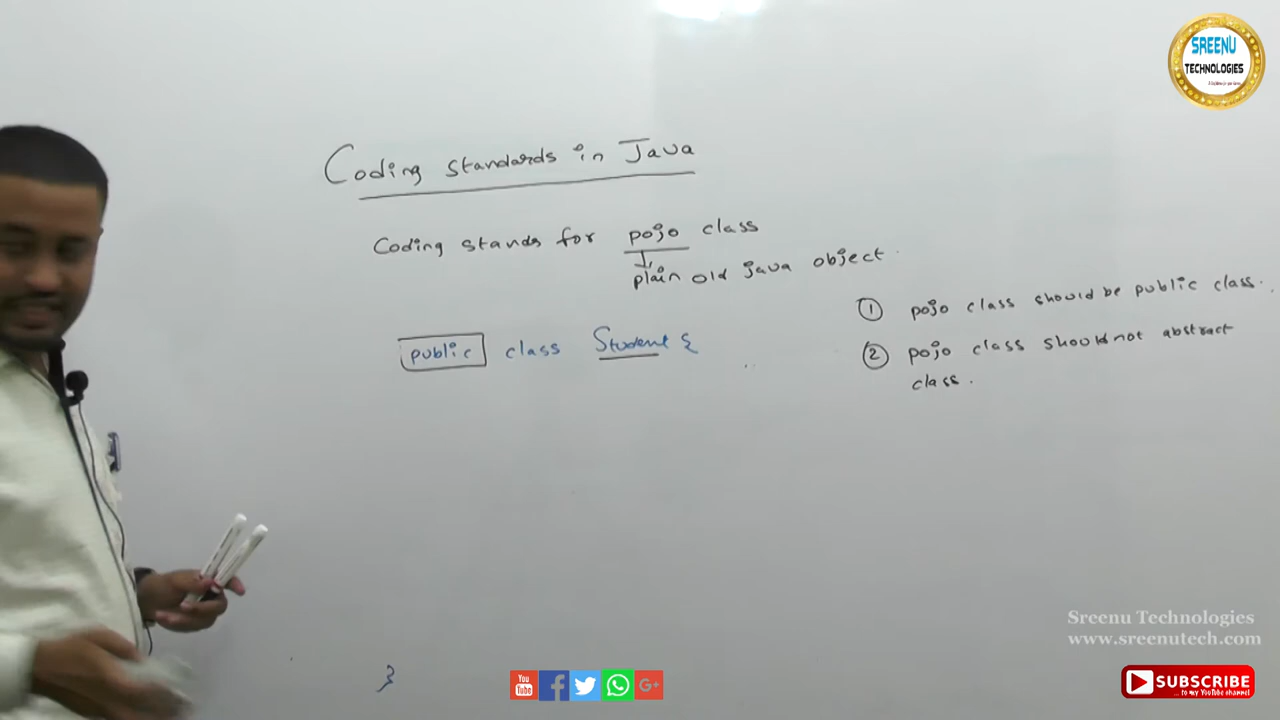 SREENU
TECHNOLOGIES
Coding standards in Java
Coding stands for pojo class
plain old java object
public class Student {
① pojo class should be public class.
② pojo class should not abstract
class.
}
Sreenu Technologies
www.sreenutech.com
You
Tube
SUBSCRIBE
... to my YouTube channel